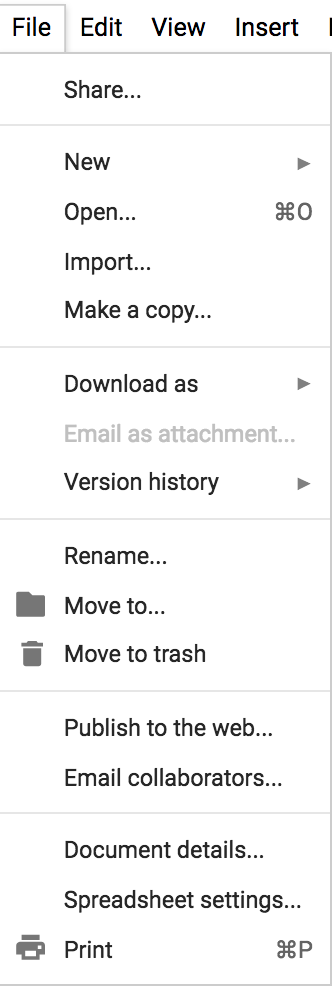 File Edit View Insert
Share...
New ►
Open... ⌘O
Import...
Make a copy...
Download as ►
Email as attachment...
Version history ►
Rename...
Move to...
Move to trash
Publish to the web...
Email collaborators...
Document details...
Spreadsheet settings...
Print ⌘P